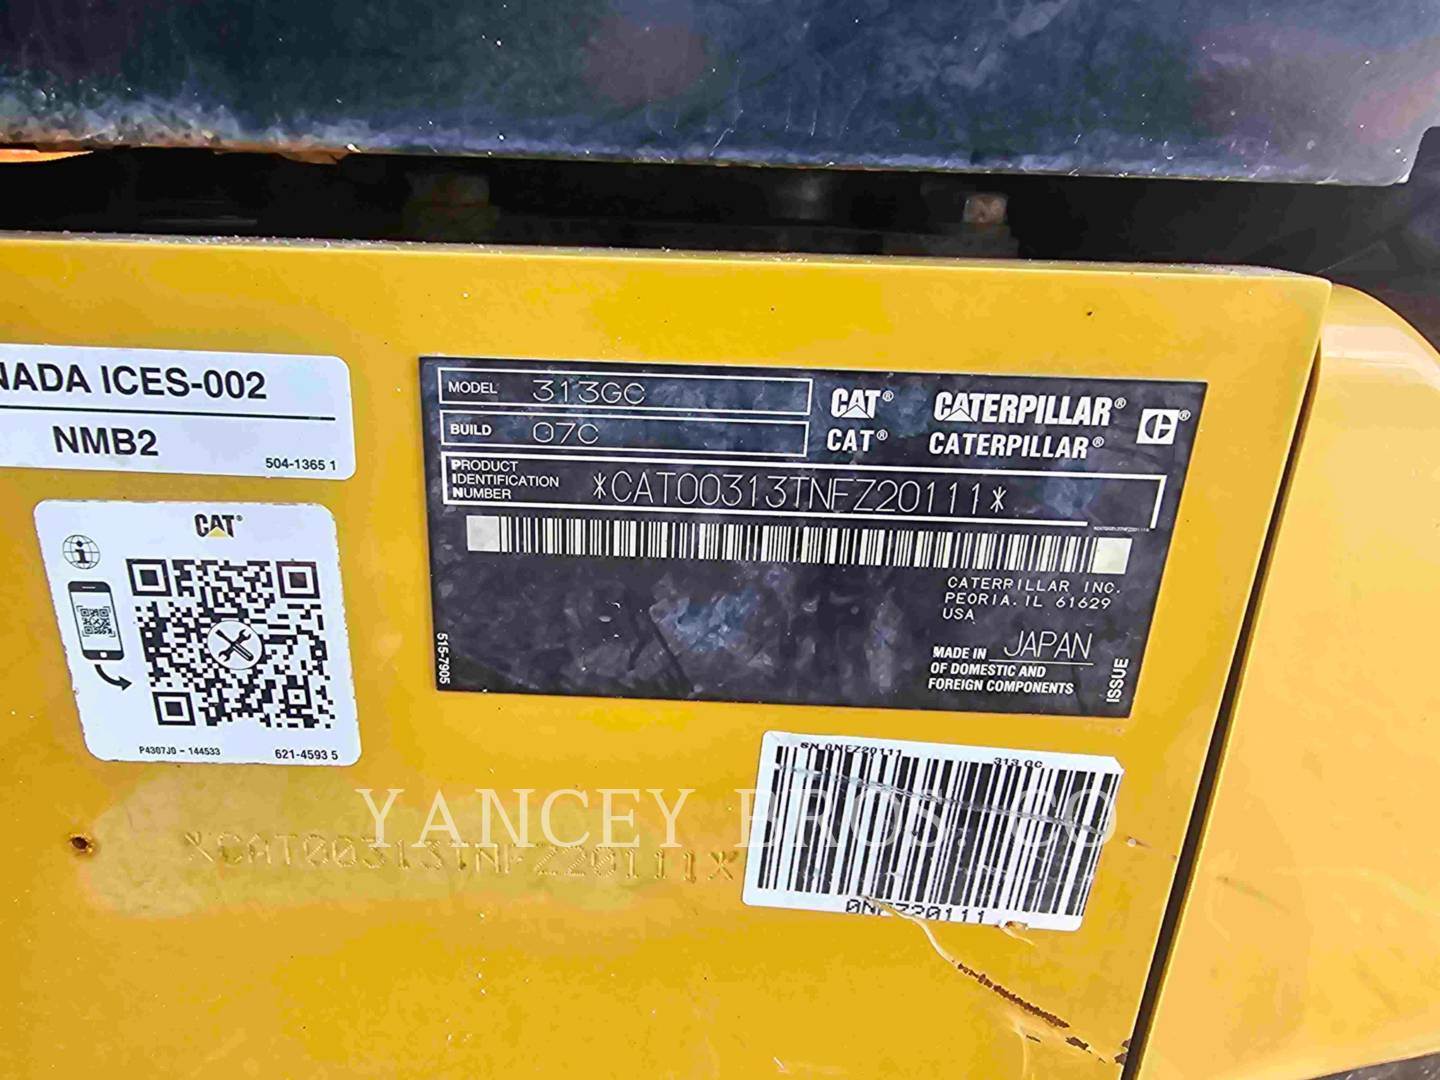 NADA ICES-002
NMB2
504-1365 1
CAT
P4307J0 - 144533
621-4593 5
MODEL 313GC
BUILD 07C
CAT® CATERPILLAR®
CAT® CATERPILLAR®
PRODUCT
IDENTIFICATION
NUMBER
*CAT00313TNFZ20111*
CATERPILLAR INC.
PEORIA. IL 61629
USA
MADE IN JAPAN
OF DOMESTIC AND
FOREIGN COMPONENTS
ISSUE
515-7905
SN 0NFZ20111 313 GC
0NFZ20111
YANCEY BROS. CO
*CAT00313TNFZ20111*